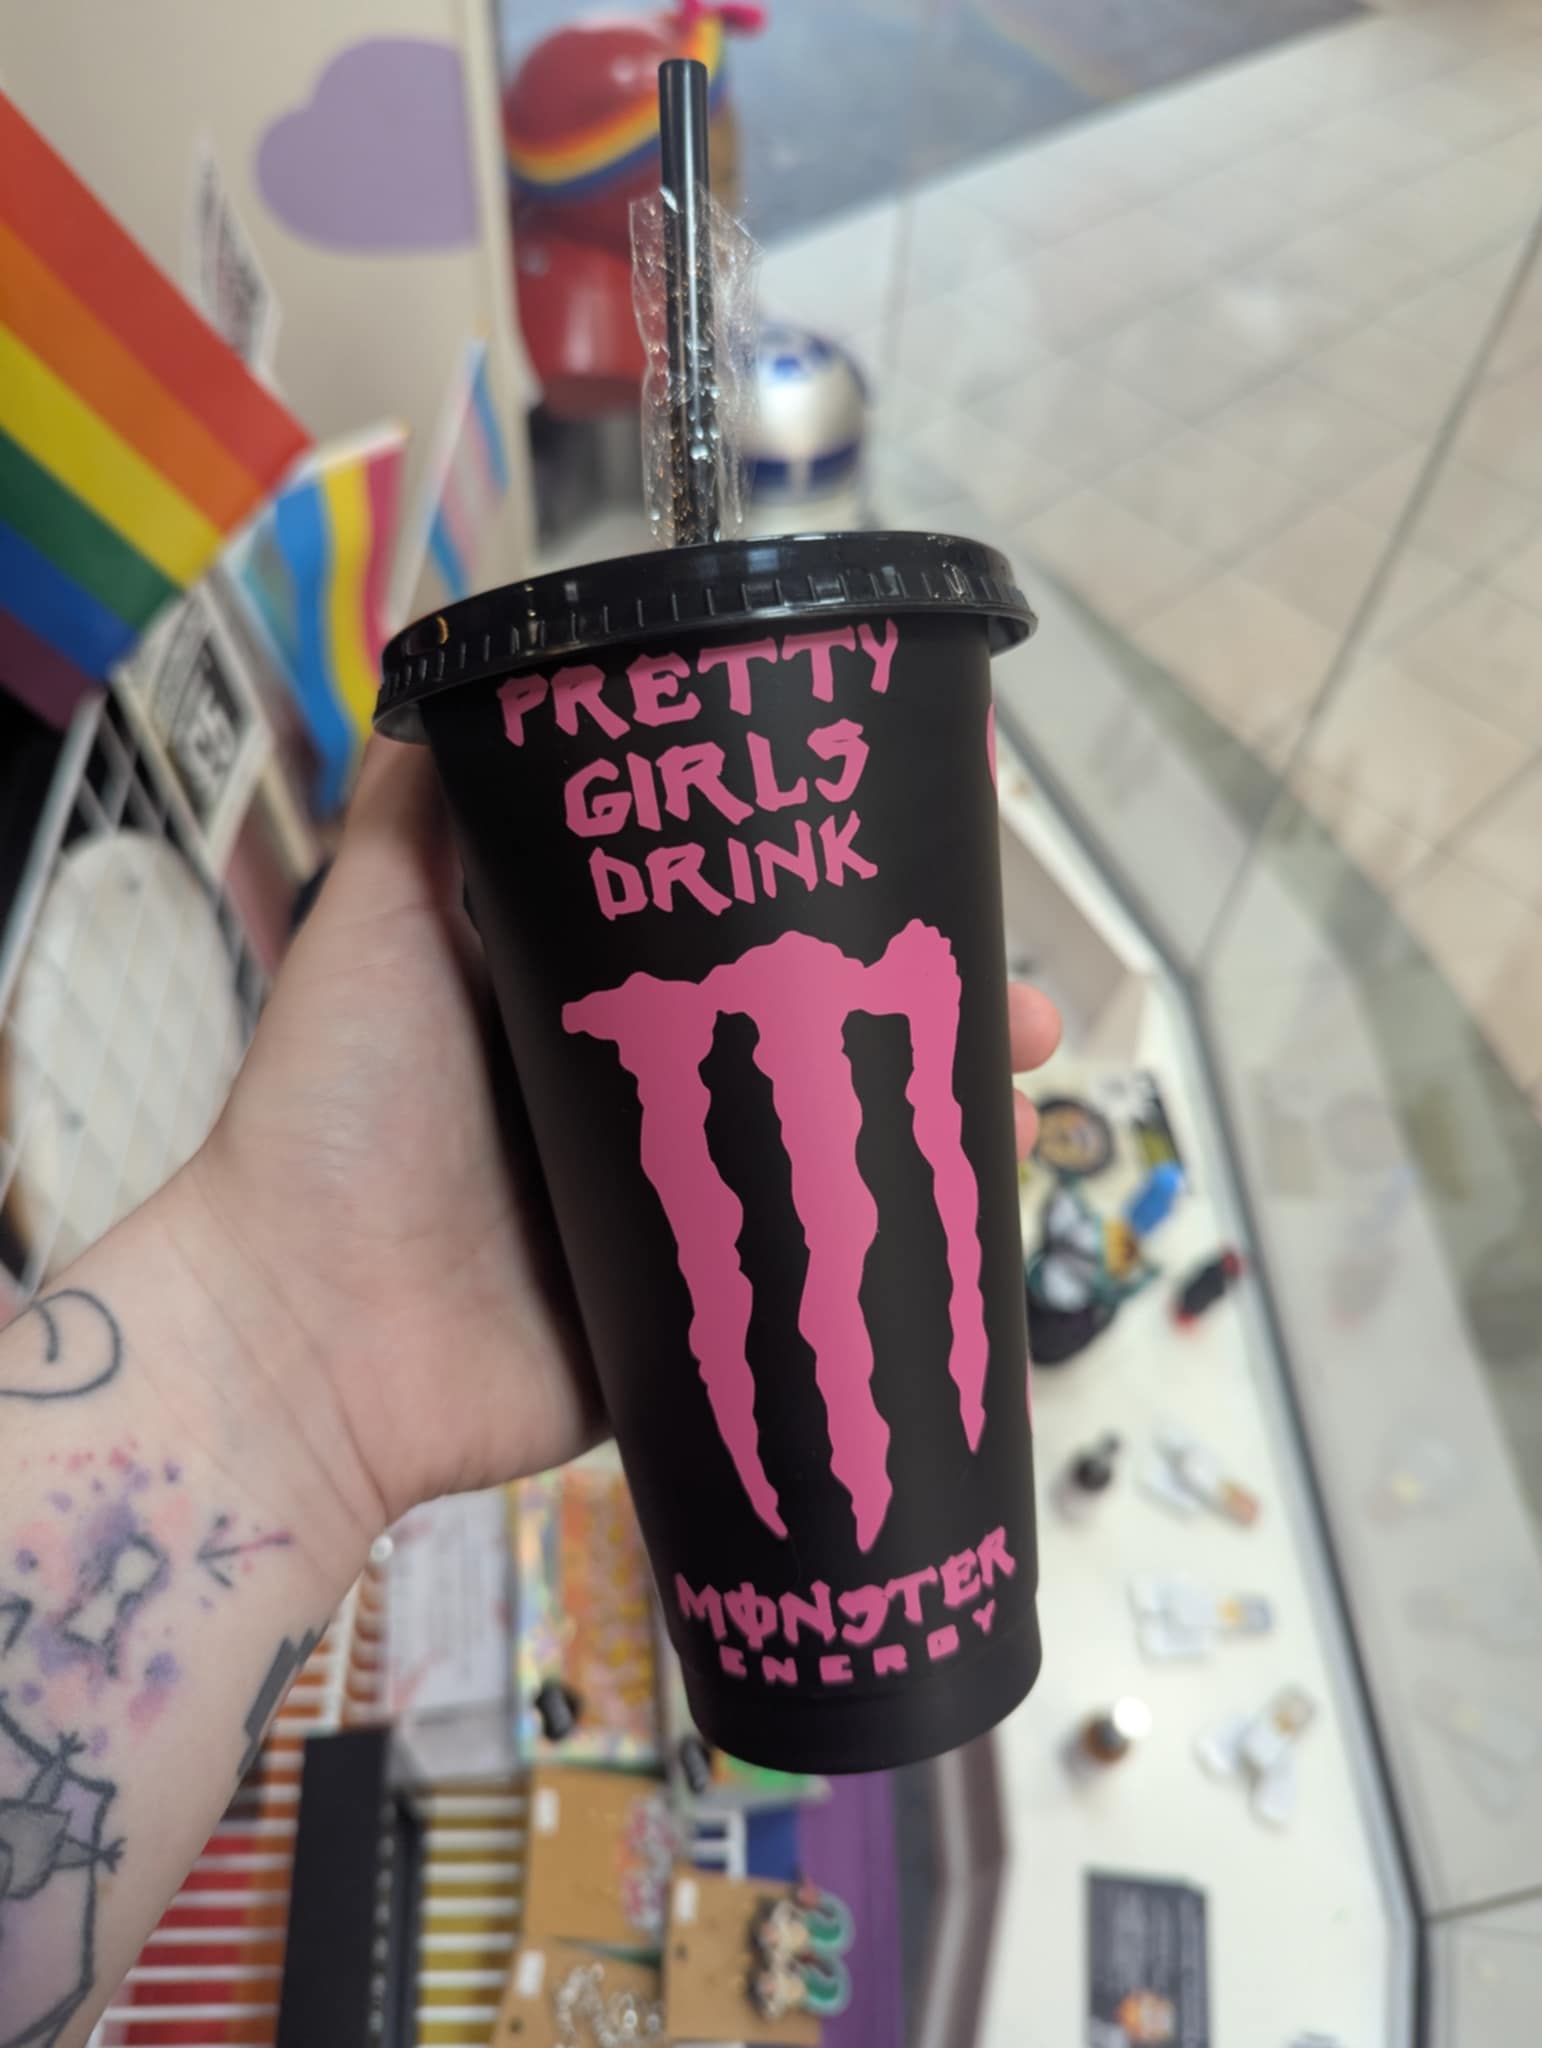 PRETTY
GIRLS
DRINK
MONSTER
ENERGY